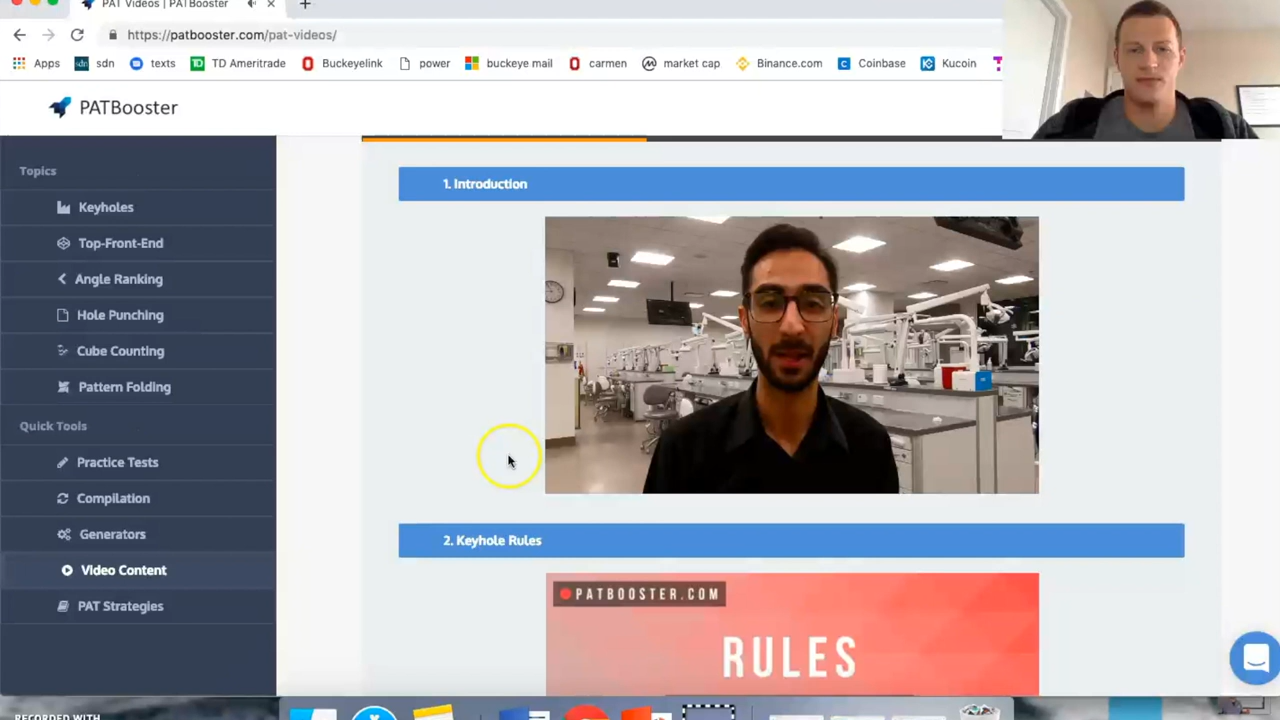 PAT Videos | PATBooster
https://patbooster.com/pat-videos/
Apps
sdn
texts
TD Ameritrade
Buckeyelink
power
buckeye mail
carmen
market cap
Binance.com
Coinbase
Kucoin
PATBooster
Topics
Keyholes
Top-Front-End
Angle Ranking
Hole Punching
Cube Counting
Pattern Folding
Quick Tools
Practice Tests
Compilation
Generators
Video Content
PAT Strategies
1. Introduction
2. Keyhole Rules
PATBOOSTER.COM
RULES
RECORDED WITH